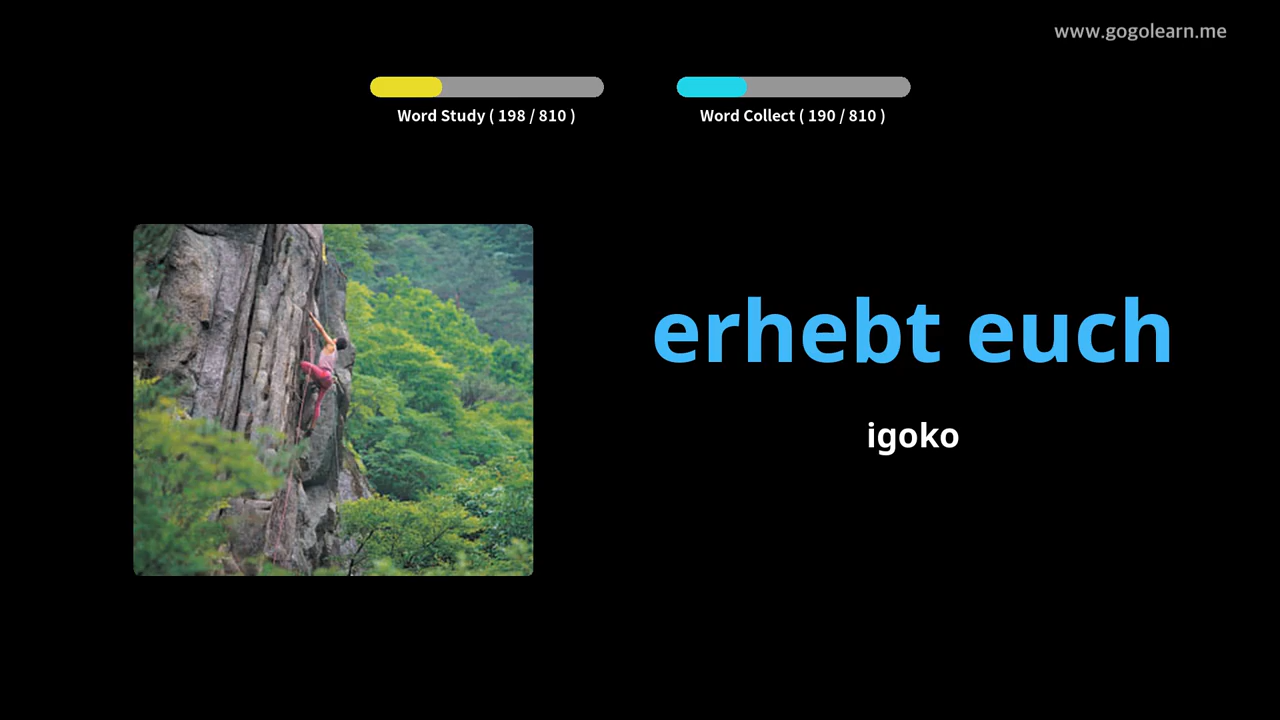 www.gogolearn.me
Word Study ( 198 / 810 )
Word Collect ( 190 / 810 )
erhebt euch
igoko